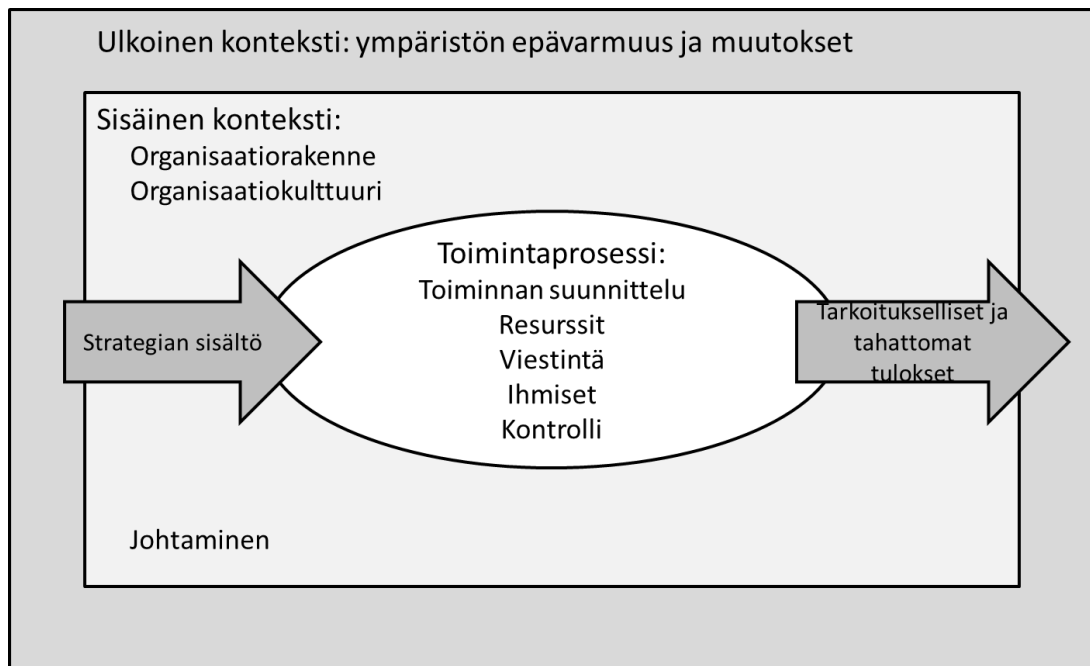 Ulkoinen konteksti: ympäristön epävarmuus ja muutokset
Sisäinen konteksti:
Organisaatiorakenne
Organisaatiokulttuuri
Strategian sisältö
Toimintaprosessi:
Toiminnan suunnittelu
Resurssit
Viestintä
Ihmiset
Kontrolli
Tarkoitukselliset ja
tahattomat
tulokset
Johtaminen